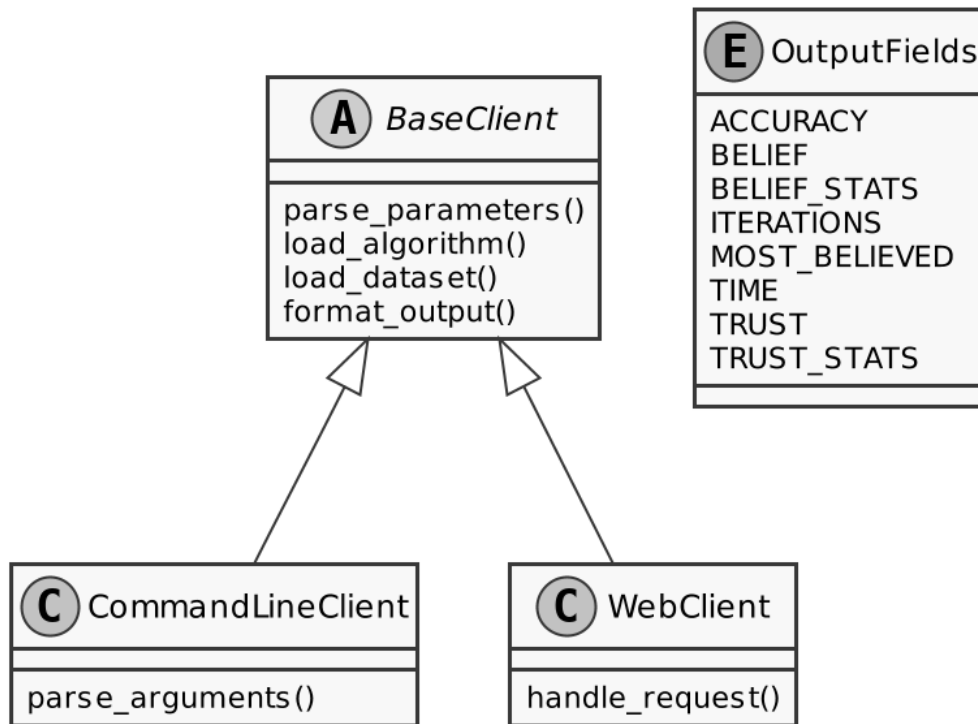 A BaseClient
parse_parameters()
load_algorithm()
load_dataset()
format_output()
E OutputFields
ACCURACY
BELIEF
BELIEF_STATS
ITERATIONS
MOST_BELIEVED
TIME
TRUST
TRUST_STATS
C CommandLineClient
parse_arguments()
C WebClient
handle_request()